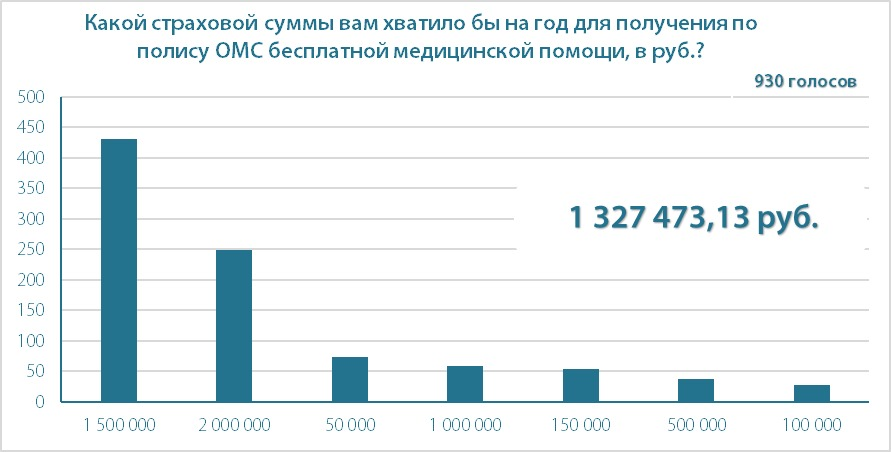 Какой страховой суммы вам хватило бы на год для получения по
полису ОМС бесплатной медицинской помощи, в руб.?
930 голосов
500
450
400
350
300
250
200
150
100
50
0
1 327 473,13 руб.
1 500 000 2 000 000 50 000 1 000 000 150 000 500 000 100 000